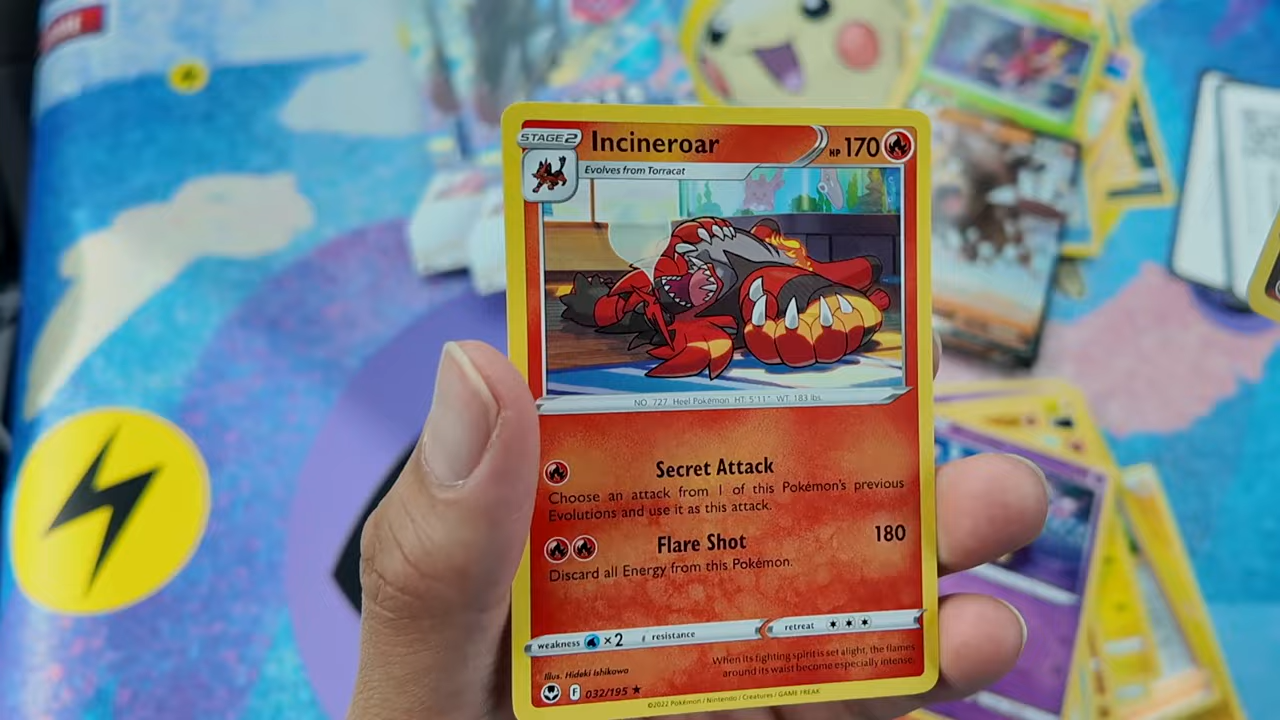 STAGE 2
Incineroar
HP 170
Evolves from Torracat
NO. 727 Heel Pokémon HT: 5'11" WT: 183 lbs.
Secret Attack
Choose an attack from 1 of this Pokémon's previous
Evolutions and use it as this attack.
Flare Shot 180
Discard all Energy from this Pokémon.
weakness ×2 resistance retreat
When its fighting spirit is set alight, the flames
around its waist become especially intense.
Illus. Hideki Ishikawa
F 032/195 ★
©2022 Pokémon / Nintendo / Creatures / GAME FREAK